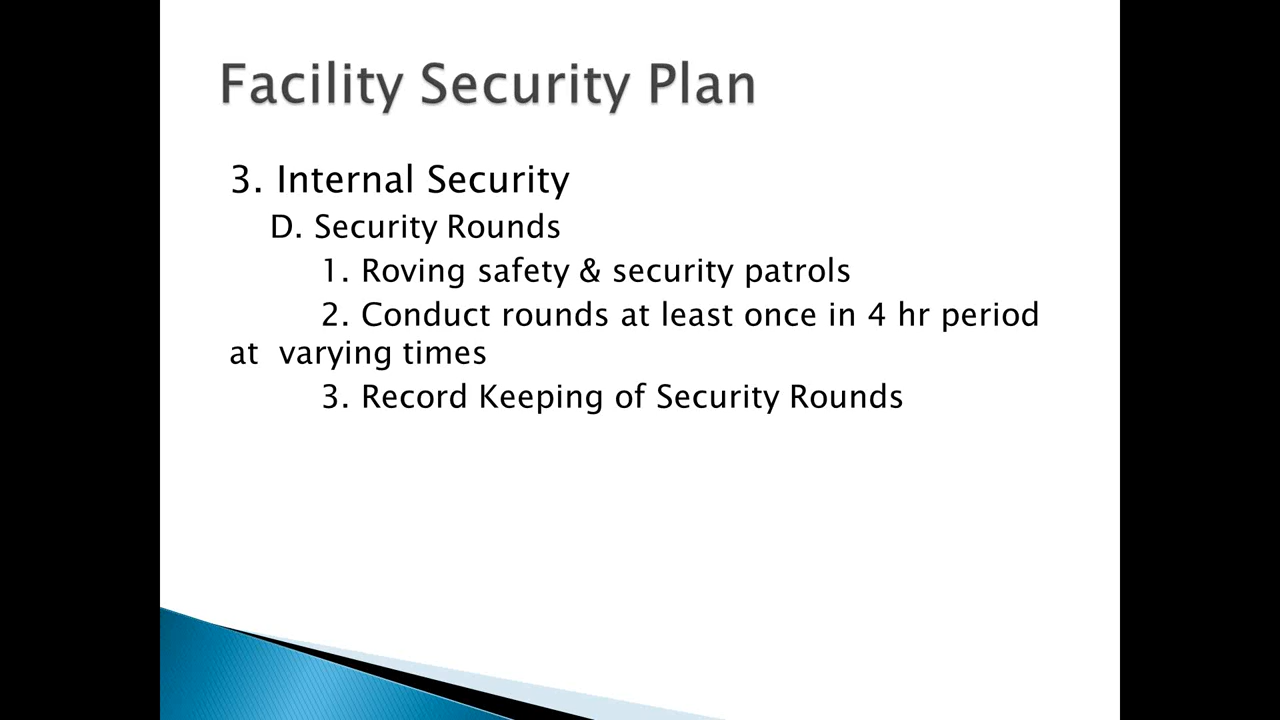 Facility Security Plan
3. Internal Security
D. Security Rounds
1. Roving safety & security patrols
2. Conduct rounds at least once in 4 hr period
at varying times
3. Record Keeping of Security Rounds